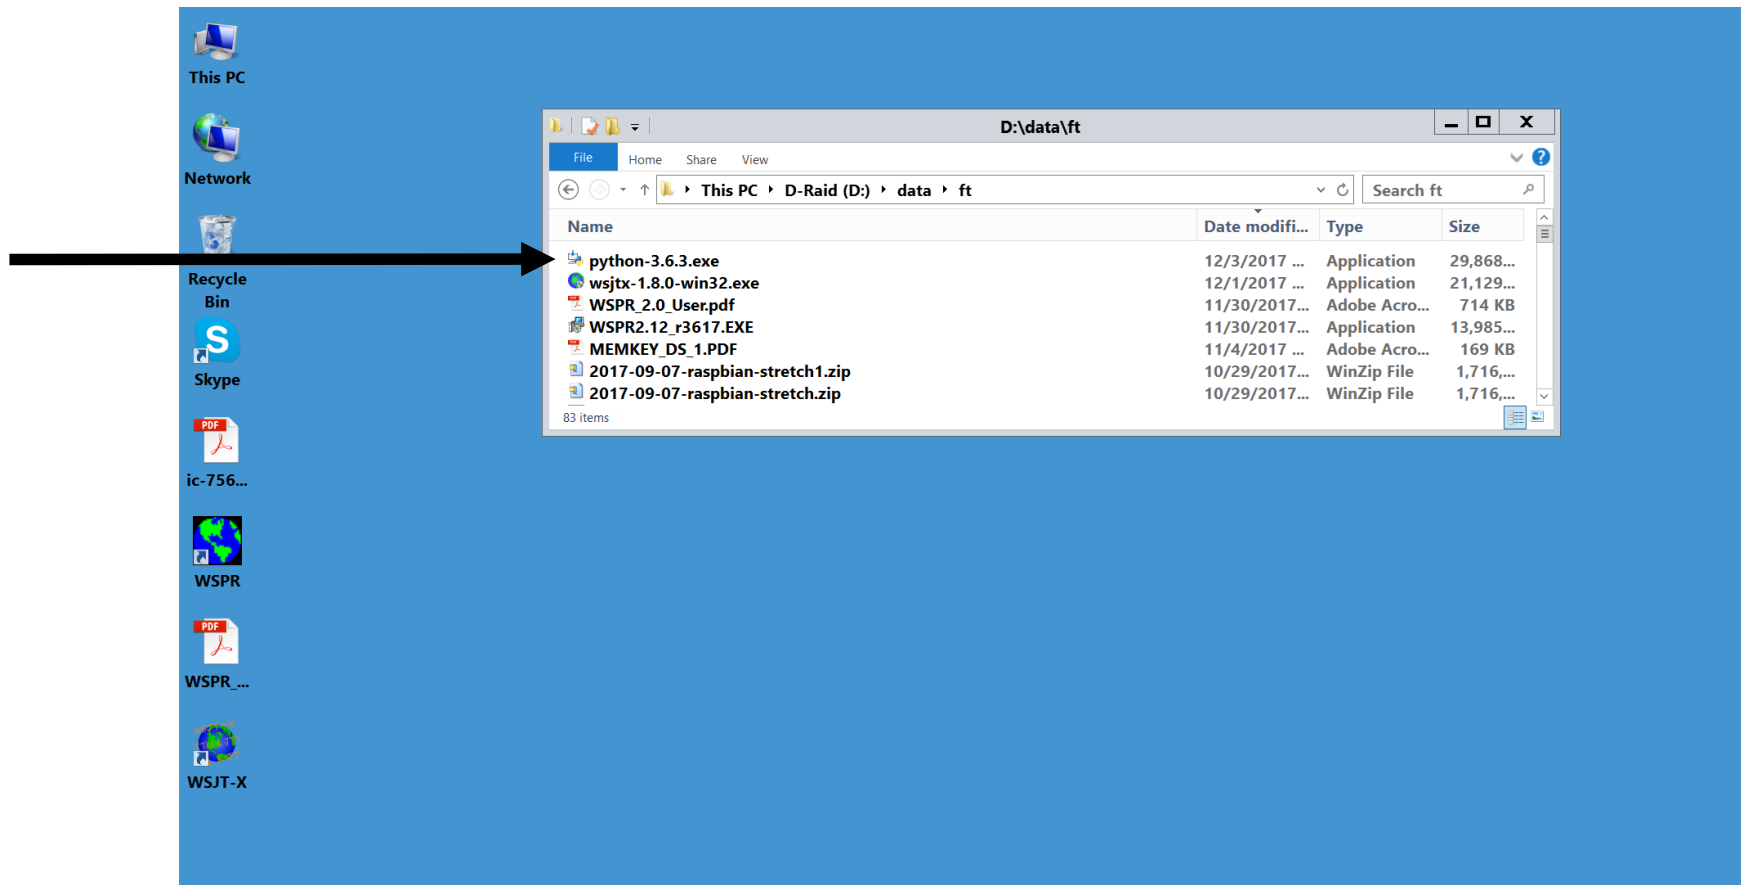 This PC
Network
Recycle
Bin
Skype
PDF
ic-756...
WSPR
PDF
WSPR_...
WSJT-X
D:\data\ft
File Home Share View
This PC D-Raid (D:) data ft
Search ft
Name Date modifi... Type Size
python-3.6.3.exe 12/3/2017 ... Application 29,868...
wsjtx-1.8.0-win32.exe 12/1/2017 ... Application 21,129...
WSPR_2.0_User.pdf 11/30/2017... Adobe Acro... 714 KB
WSPR2.12_r3617.EXE 11/30/2017... Application 13,985...
MEMKEY_DS_1.PDF 11/4/2017 ... Adobe Acro... 169 KB
2017-09-07-raspbian-stretch1.zip 10/29/2017... WinZip File 1,716,...
2017-09-07-raspbian-stretch.zip 10/29/2017... WinZip File 1,716,...
83 items